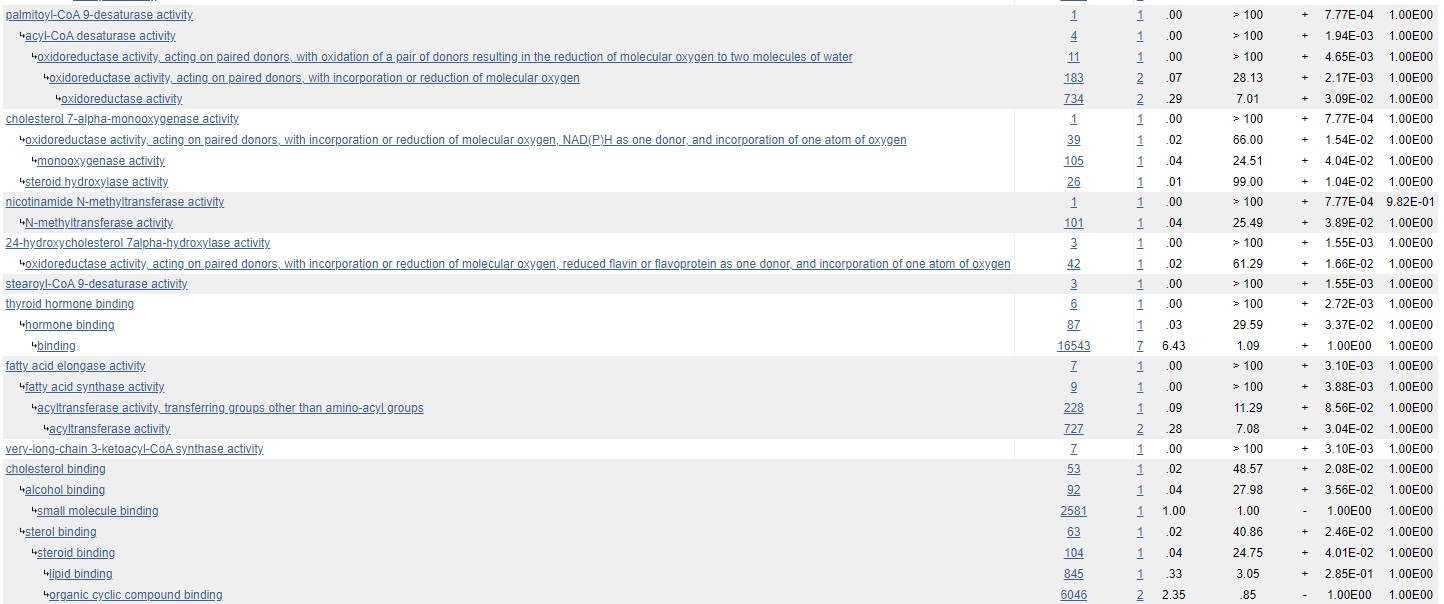 palmitoyl-CoA 9-desaturase activity 1 1 .00 > 100 + 7.77E-04 1.00E00
↳acyl-CoA desaturase activity 4 1 .00 > 100 + 1.94E-03 1.00E00
↳oxidoreductase activity, acting on paired donors, with oxidation of a pair of donors resulting in the reduction of molecular oxygen to two molecules of water 11 1 .00 > 100 + 4.65E-03 1.00E00
↳oxidoreductase activity, acting on paired donors, with incorporation or reduction of molecular oxygen 183 2 .07 28.13 + 2.17E-03 1.00E00
↳oxidoreductase activity 734 2 .29 7.01 + 3.09E-02 1.00E00
cholesterol 7-alpha-monooxygenase activity 1 1 .00 > 100 + 7.77E-04 1.00E00
↳oxidoreductase activity, acting on paired donors, with incorporation or reduction of molecular oxygen, NAD(P)H as one donor, and incorporation of one atom of oxygen 39 1 .02 66.00 + 1.54E-02 1.00E00
↳monooxygenase activity 105 1 .04 24.51 + 4.04E-02 1.00E00
↳steroid hydroxylase activity 26 1 .01 99.00 + 1.04E-02 1.00E00
nicotinamide N-methyltransferase activity 1 1 .00 > 100 + 7.77E-04 9.82E-01
↳N-methyltransferase activity 101 1 .04 25.49 + 3.89E-02 1.00E00
24-hydroxycholesterol 7alpha-hydroxylase activity 3 1 .00 > 100 + 1.55E-03 1.00E00
↳oxidoreductase activity, acting on paired donors, with incorporation or reduction of molecular oxygen, reduced flavin or flavoprotein as one donor, and incorporation of one atom of oxygen 42 1 .02 61.29 + 1.66E-02 1.00E00
stearoyl-CoA 9-desaturase activity 3 1 .00 > 100 + 1.55E-03 1.00E00
thyroid hormone binding 6 1 .00 > 100 + 2.72E-03 1.00E00
↳hormone binding 87 1 .03 29.59 + 3.37E-02 1.00E00
↳binding 16543 7 6.43 1.09 + 1.00E00 1.00E00
fatty acid elongase activity 7 1 .00 > 100 + 3.10E-03 1.00E00
↳fatty acid synthase activity 9 1 .00 > 100 + 3.88E-03 1.00E00
↳acyltransferase activity, transferring groups other than amino-acyl groups 228 1 .09 11.29 + 8.56E-02 1.00E00
↳acyltransferase activity 727 2 .28 7.08 + 3.04E-02 1.00E00
very-long-chain 3-ketoacyl-CoA synthase activity 7 1 .00 > 100 + 3.10E-03 1.00E00
cholesterol binding 53 1 .02 48.57 + 2.08E-02 1.00E00
↳alcohol binding 92 1 .04 27.98 + 3.56E-02 1.00E00
↳small molecule binding 2581 1 1.00 1.00 - 1.00E00 1.00E00
↳sterol binding 63 1 .02 40.86 + 2.46E-02 1.00E00
↳steroid binding 104 1 .04 24.75 + 4.01E-02 1.00E00
↳lipid binding 845 1 .33 3.05 + 2.85E-01 1.00E00
↳organic cyclic compound binding 6046 2 2.35 .85 - 1.00E00 1.00E00